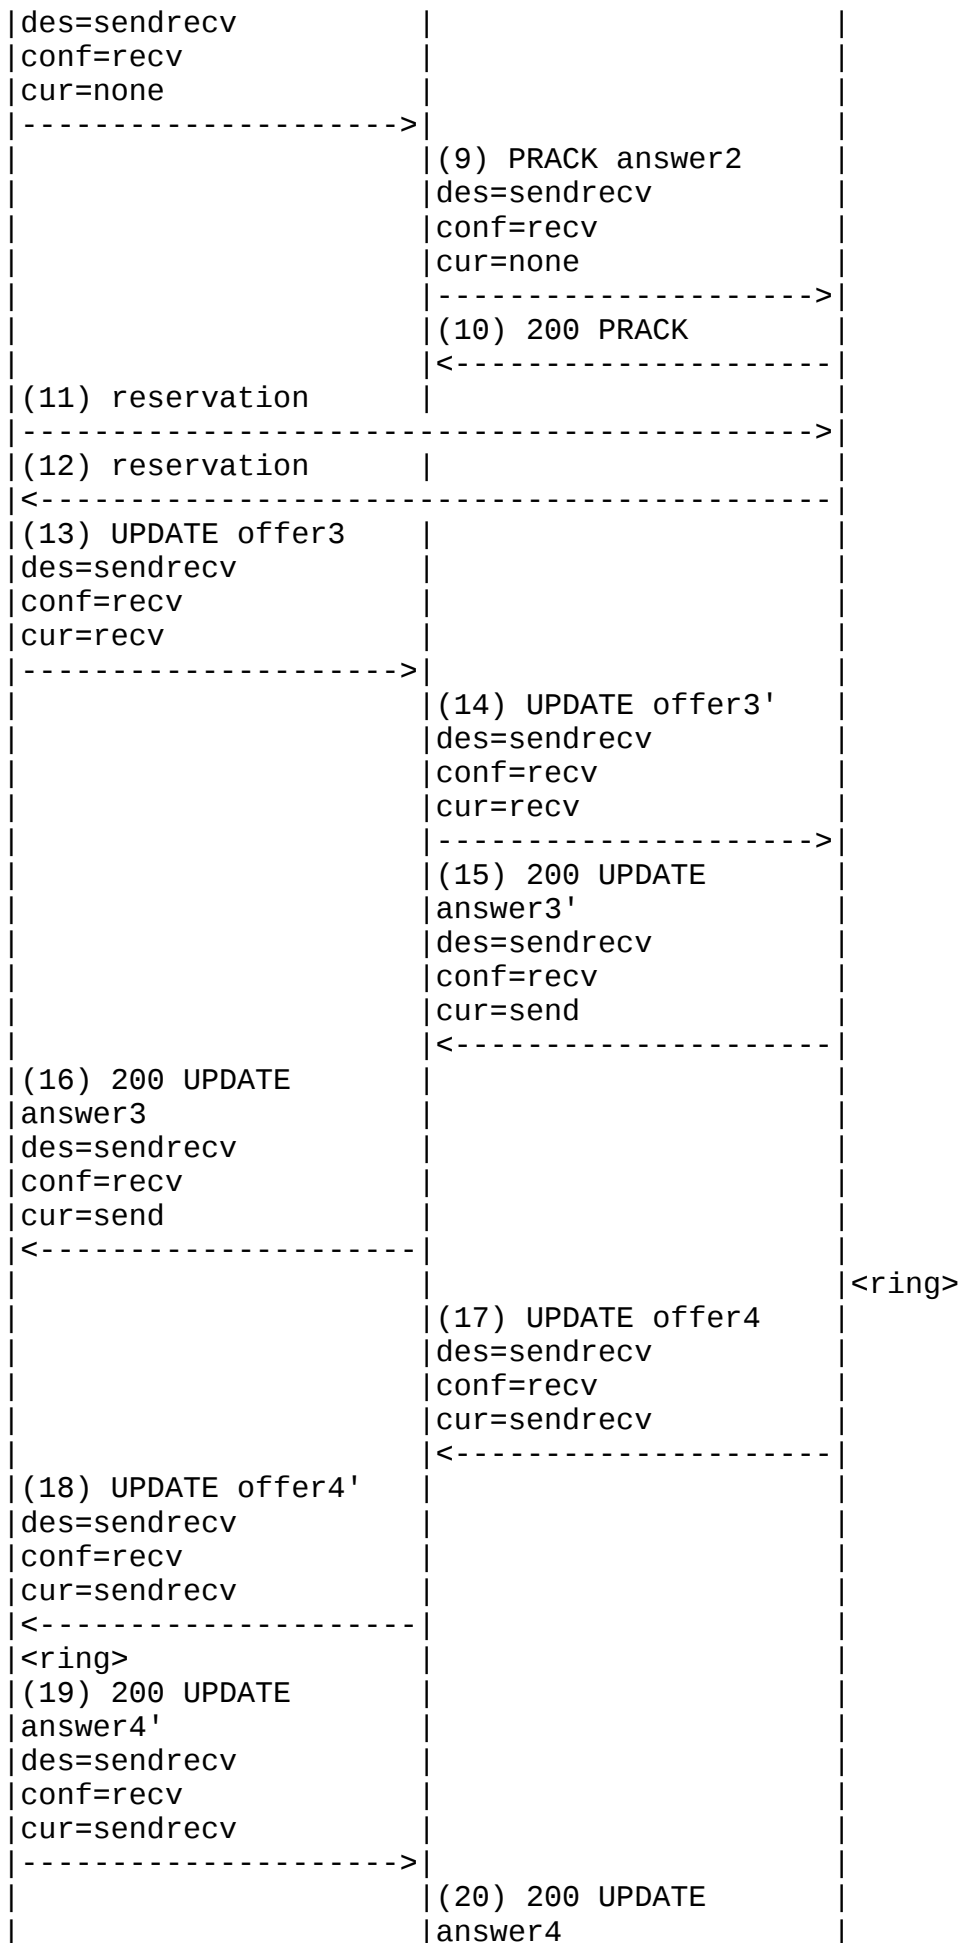 |des=sendrecv          |                      |
|conf=recv             |                      |
|cur=none              |                      |
|--------------------->|                      |
|                      |(9) PRACK answer2     |
|                      |des=sendrecv          |
|                      |conf=recv             |
|                      |cur=none              |
|                      |--------------------->|
|                      |(10) 200 PRACK        |
|                      |<---------------------|
|(11) reservation      |                      |
|-------------------------------------------->|
|(12) reservation      |                      |
|<--------------------------------------------|
|(13) UPDATE offer3    |                      |
|des=sendrecv          |                      |
|conf=recv             |                      |
|cur=recv              |                      |
|--------------------->|                      |
|                      |(14) UPDATE offer3'   |
|                      |des=sendrecv          |
|                      |conf=recv             |
|                      |cur=recv              |
|                      |--------------------->|
|                      |(15) 200 UPDATE       |
|                      |answer3'              |
|                      |des=sendrecv          |
|                      |conf=recv             |
|                      |cur=send              |
|                      |<---------------------|
|(16) 200 UPDATE       |                      |
|answer3               |                      |
|des=sendrecv          |                      |
|conf=recv             |                      |
|cur=send              |                      |
|<---------------------|                      |
|                      |                      |<ring>
|                      |(17) UPDATE offer4    |
|                      |des=sendrecv          |
|                      |conf=recv             |
|                      |cur=sendrecv          |
|                      |<---------------------|
|(18) UPDATE offer4'   |                      |
|des=sendrecv          |                      |
|conf=recv             |                      |
|cur=sendrecv          |                      |
|<---------------------|                      |
|<ring>                |                      |
|(19) 200 UPDATE       |                      |
|answer4'              |                      |
|des=sendrecv          |                      |
|conf=recv             |                      |
|cur=sendrecv          |                      |
|--------------------->|                      |
|                      |(20) 200 UPDATE       |
|                      |answer4               |